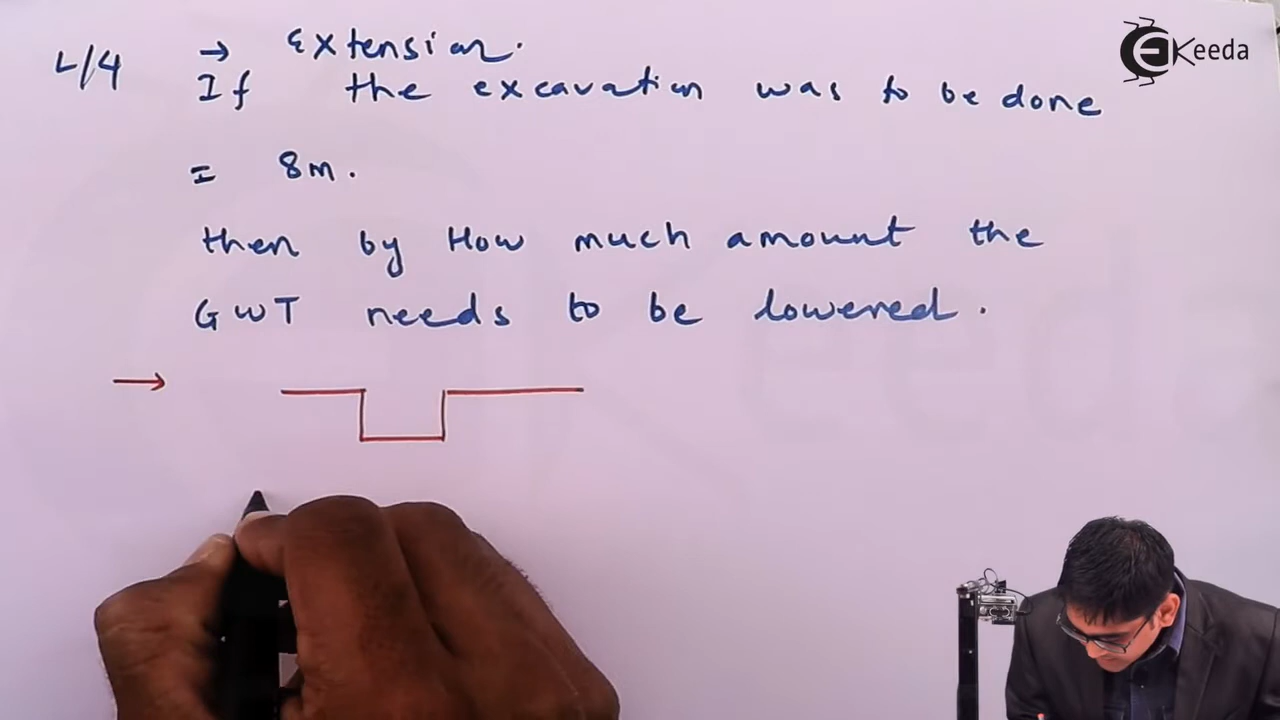 L/4 → Extension.
If the excavation was to be done
= 8m.
then by How much amount the
GWT needs to be lowered.
→
EKeeda